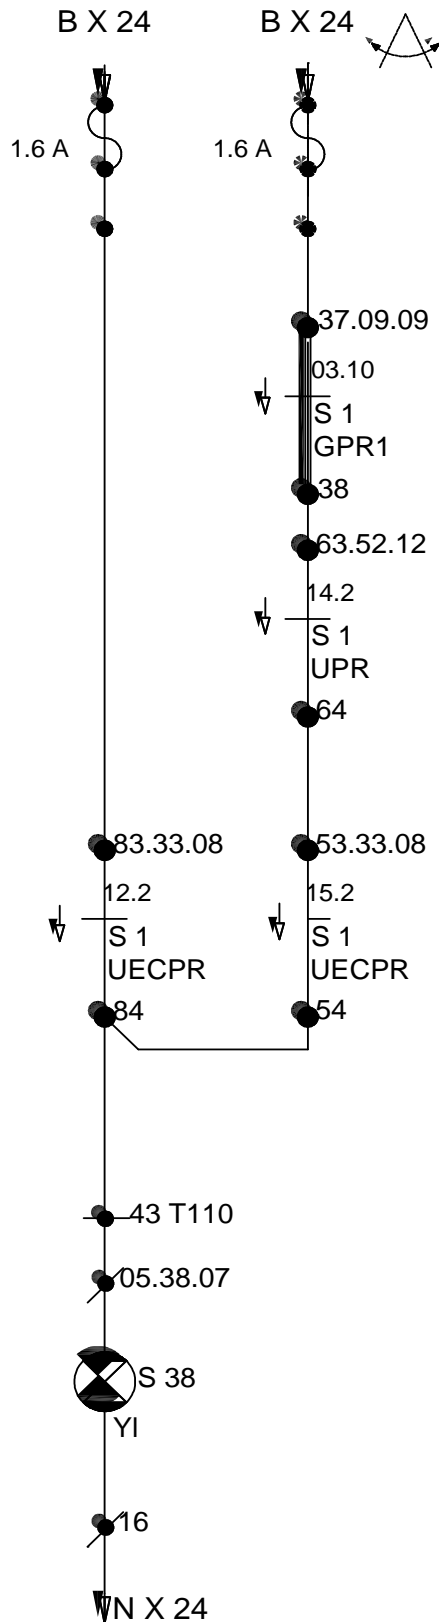 B X 24 B X 24
1.6 A 1.6 A
37.09.09
03.10
S 1
GPR1
38
63.52.12
14.2
S 1
UPR
64
83.33.08 53.33.08
12.2 15.2
S 1 S 1
UECPR UECPR
84 54
43 T110
05.38.07
S 38
YI
16
N X 24